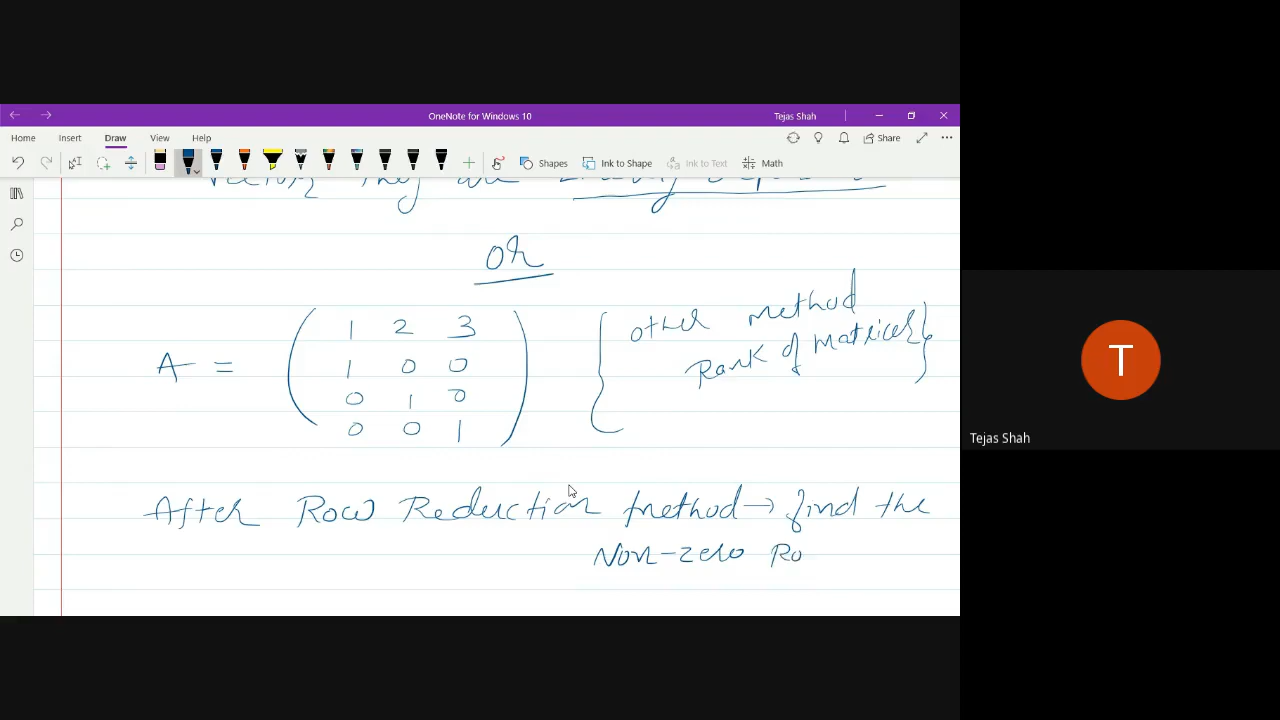 OneNote for Windows 10
Tejas Shah
Home Insert Draw View Help
Share
Shapes Ink to Shape Ink to Text Math
they are
OR
A = ( 1 2 3
1 0 0
0 1 0
0 0 1 )
{ other method
Rank of matrices }
After Row Reduction method → find the
Non-zero Ro
T
Tejas Shah